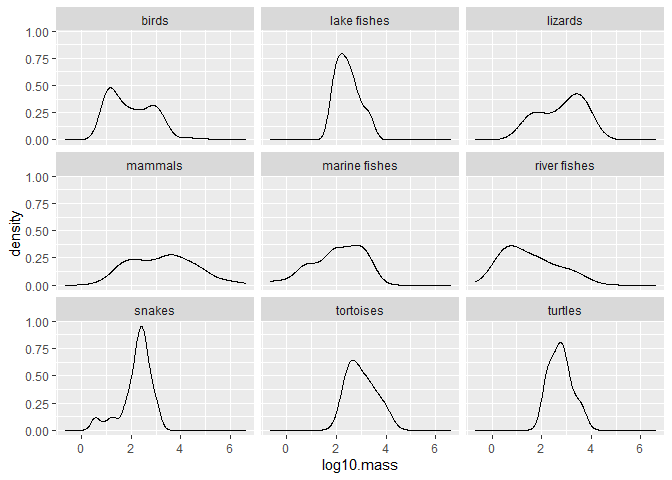 birds
lake fishes
lizards
1.00
0.75
0.50
0.25
0.00
mammals
marine fishes
river fishes
1.00
0.75
0.50
0.25
0.00
density
snakes
tortoises
turtles
1.00
0.75
0.50
0.25
0.00
0 2 4 6
0 2 4 6
0 2 4 6
log10.mass